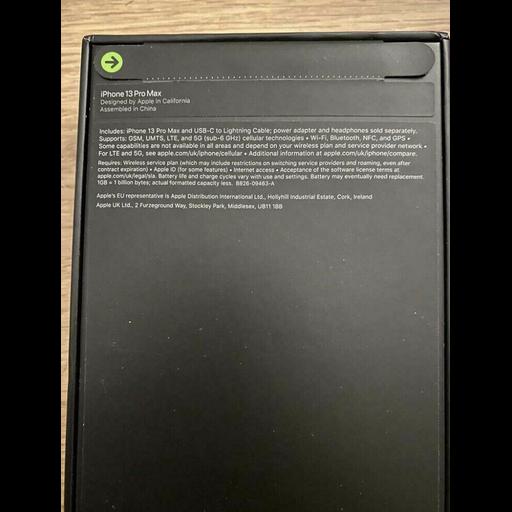 iPhone 13 Pro Max
Designed by Apple in California
Assembled in China
Includes: iPhone 13 Pro Max and USB-C to Lightning Cable; power adapter and headphones sold separately.
Supports: GSM, UMTS, LTE, and 5G (sub-6 GHz) cellular technologies • Wi-Fi, Bluetooth, NFC, and GPS •
Some capabilities are not available in all areas and depend on your wireless plan and service provider network •
For LTE and 5G, see apple.com/uk/iphone/cellular • Additional information at apple.com/uk/iphone/compare.
Requires: Wireless service plan (which may include restrictions on switching service providers and roaming, even after
contract expiration) • Apple ID (for some features) • Internet access • Acceptance of the software license terms at
apple.com/uk/legal/sla. Battery life and charge cycles vary with use and settings. Battery may eventually need replacement.
1GB = 1 billion bytes; actual formatted capacity less. B826-09463-A
Apple's EU representative is Apple Distribution International Ltd., Hollyhill Industrial Estate, Cork, Ireland
Apple UK Ltd., 2 Furzeground Way, Stockley Park, Middlesex, UB11 1BB